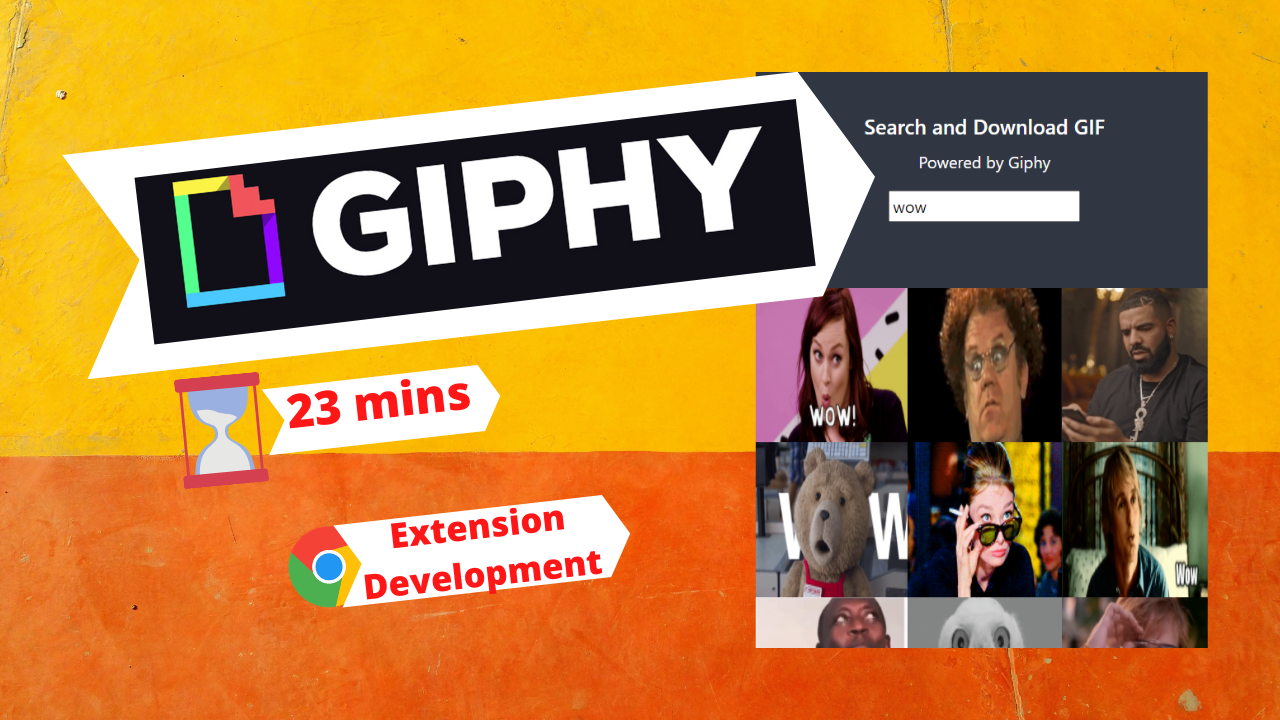 GIPHY
23 mins
Extension
Development
Search and Download GIF
Powered by Giphy
wow
WOW!
W W
Wow